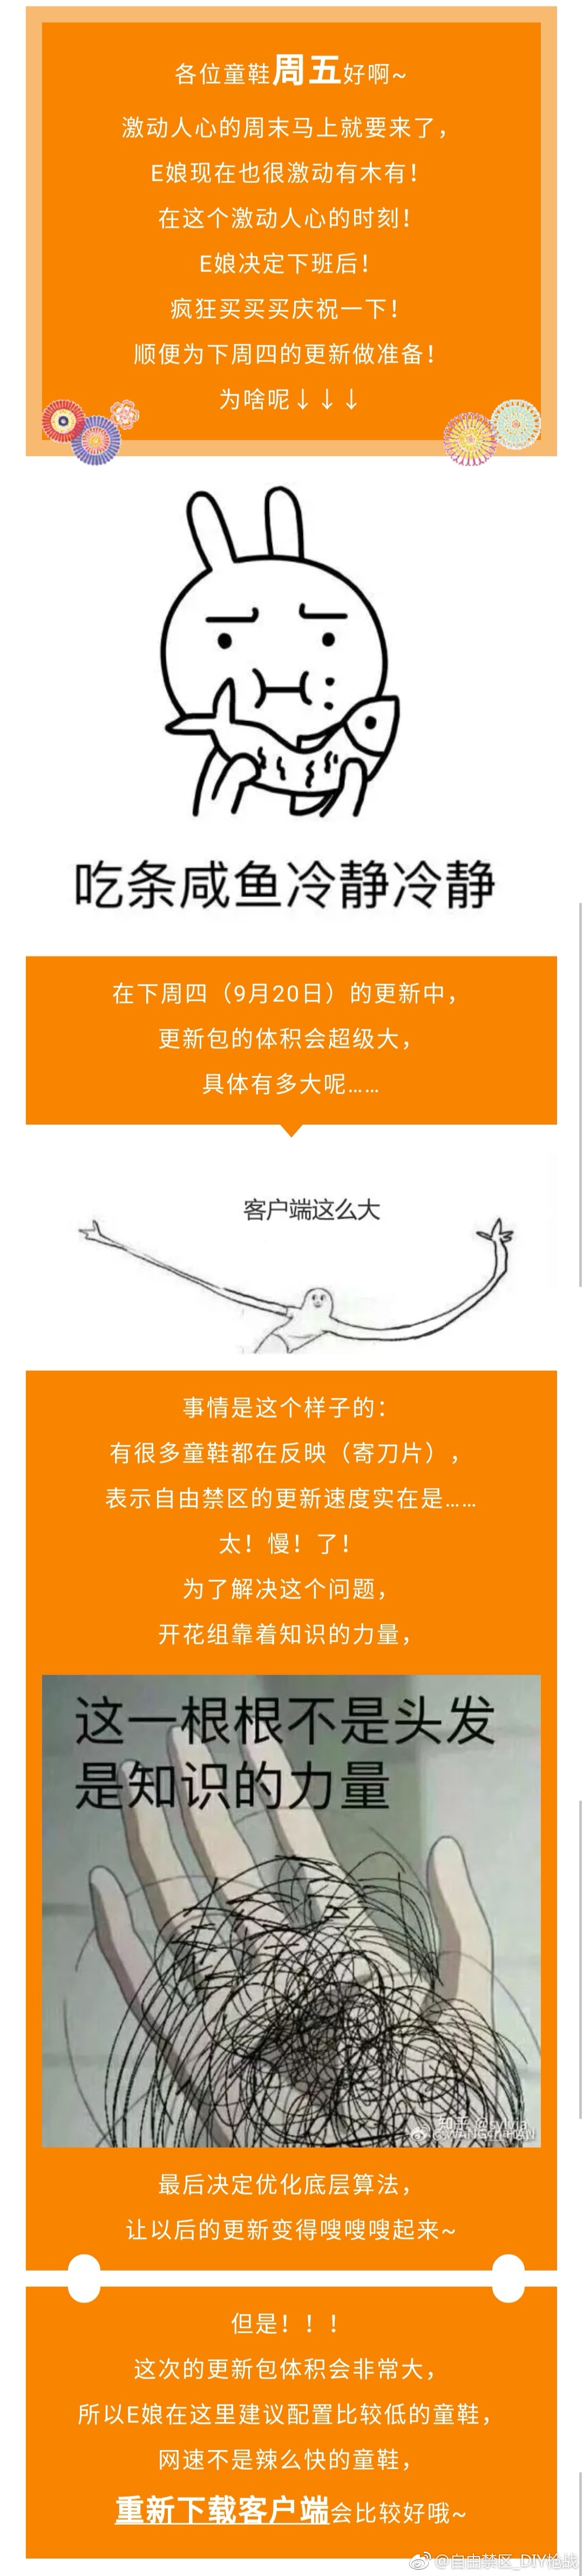 各位童鞋周五好啊~
激动人心的周末马上就要来了，
E娘现在也很激动有木有！
在这个激动人心的时刻！
E娘决定下班后！
疯狂买买买庆祝一下！
顺便为下周四的更新做准备！
为啥呢↓↓↓
吃条咸鱼冷静冷静
在下周四（9月20日）的更新中，
更新包的体积会超级大，
具体有多大呢……
客户端这么大
事情是这个样子的：
有很多童鞋都在反映（寄刀片），
表示自由禁区的更新速度实在是……
太！慢！了！
为了解决这个问题，
开花组靠着知识的力量，
这一根根不是头发
是知识的力量
知乎 @sylvia
最后决定优化底层算法，
让以后的更新变得嗖嗖嗖起来~
但是！！！
这次的更新包体积会非常大，
所以E娘在这里建议配置比较低的童鞋，
网速不是辣么快的童鞋，
重新下载客户端会比较好哦~
@自由禁区_DIY枪战